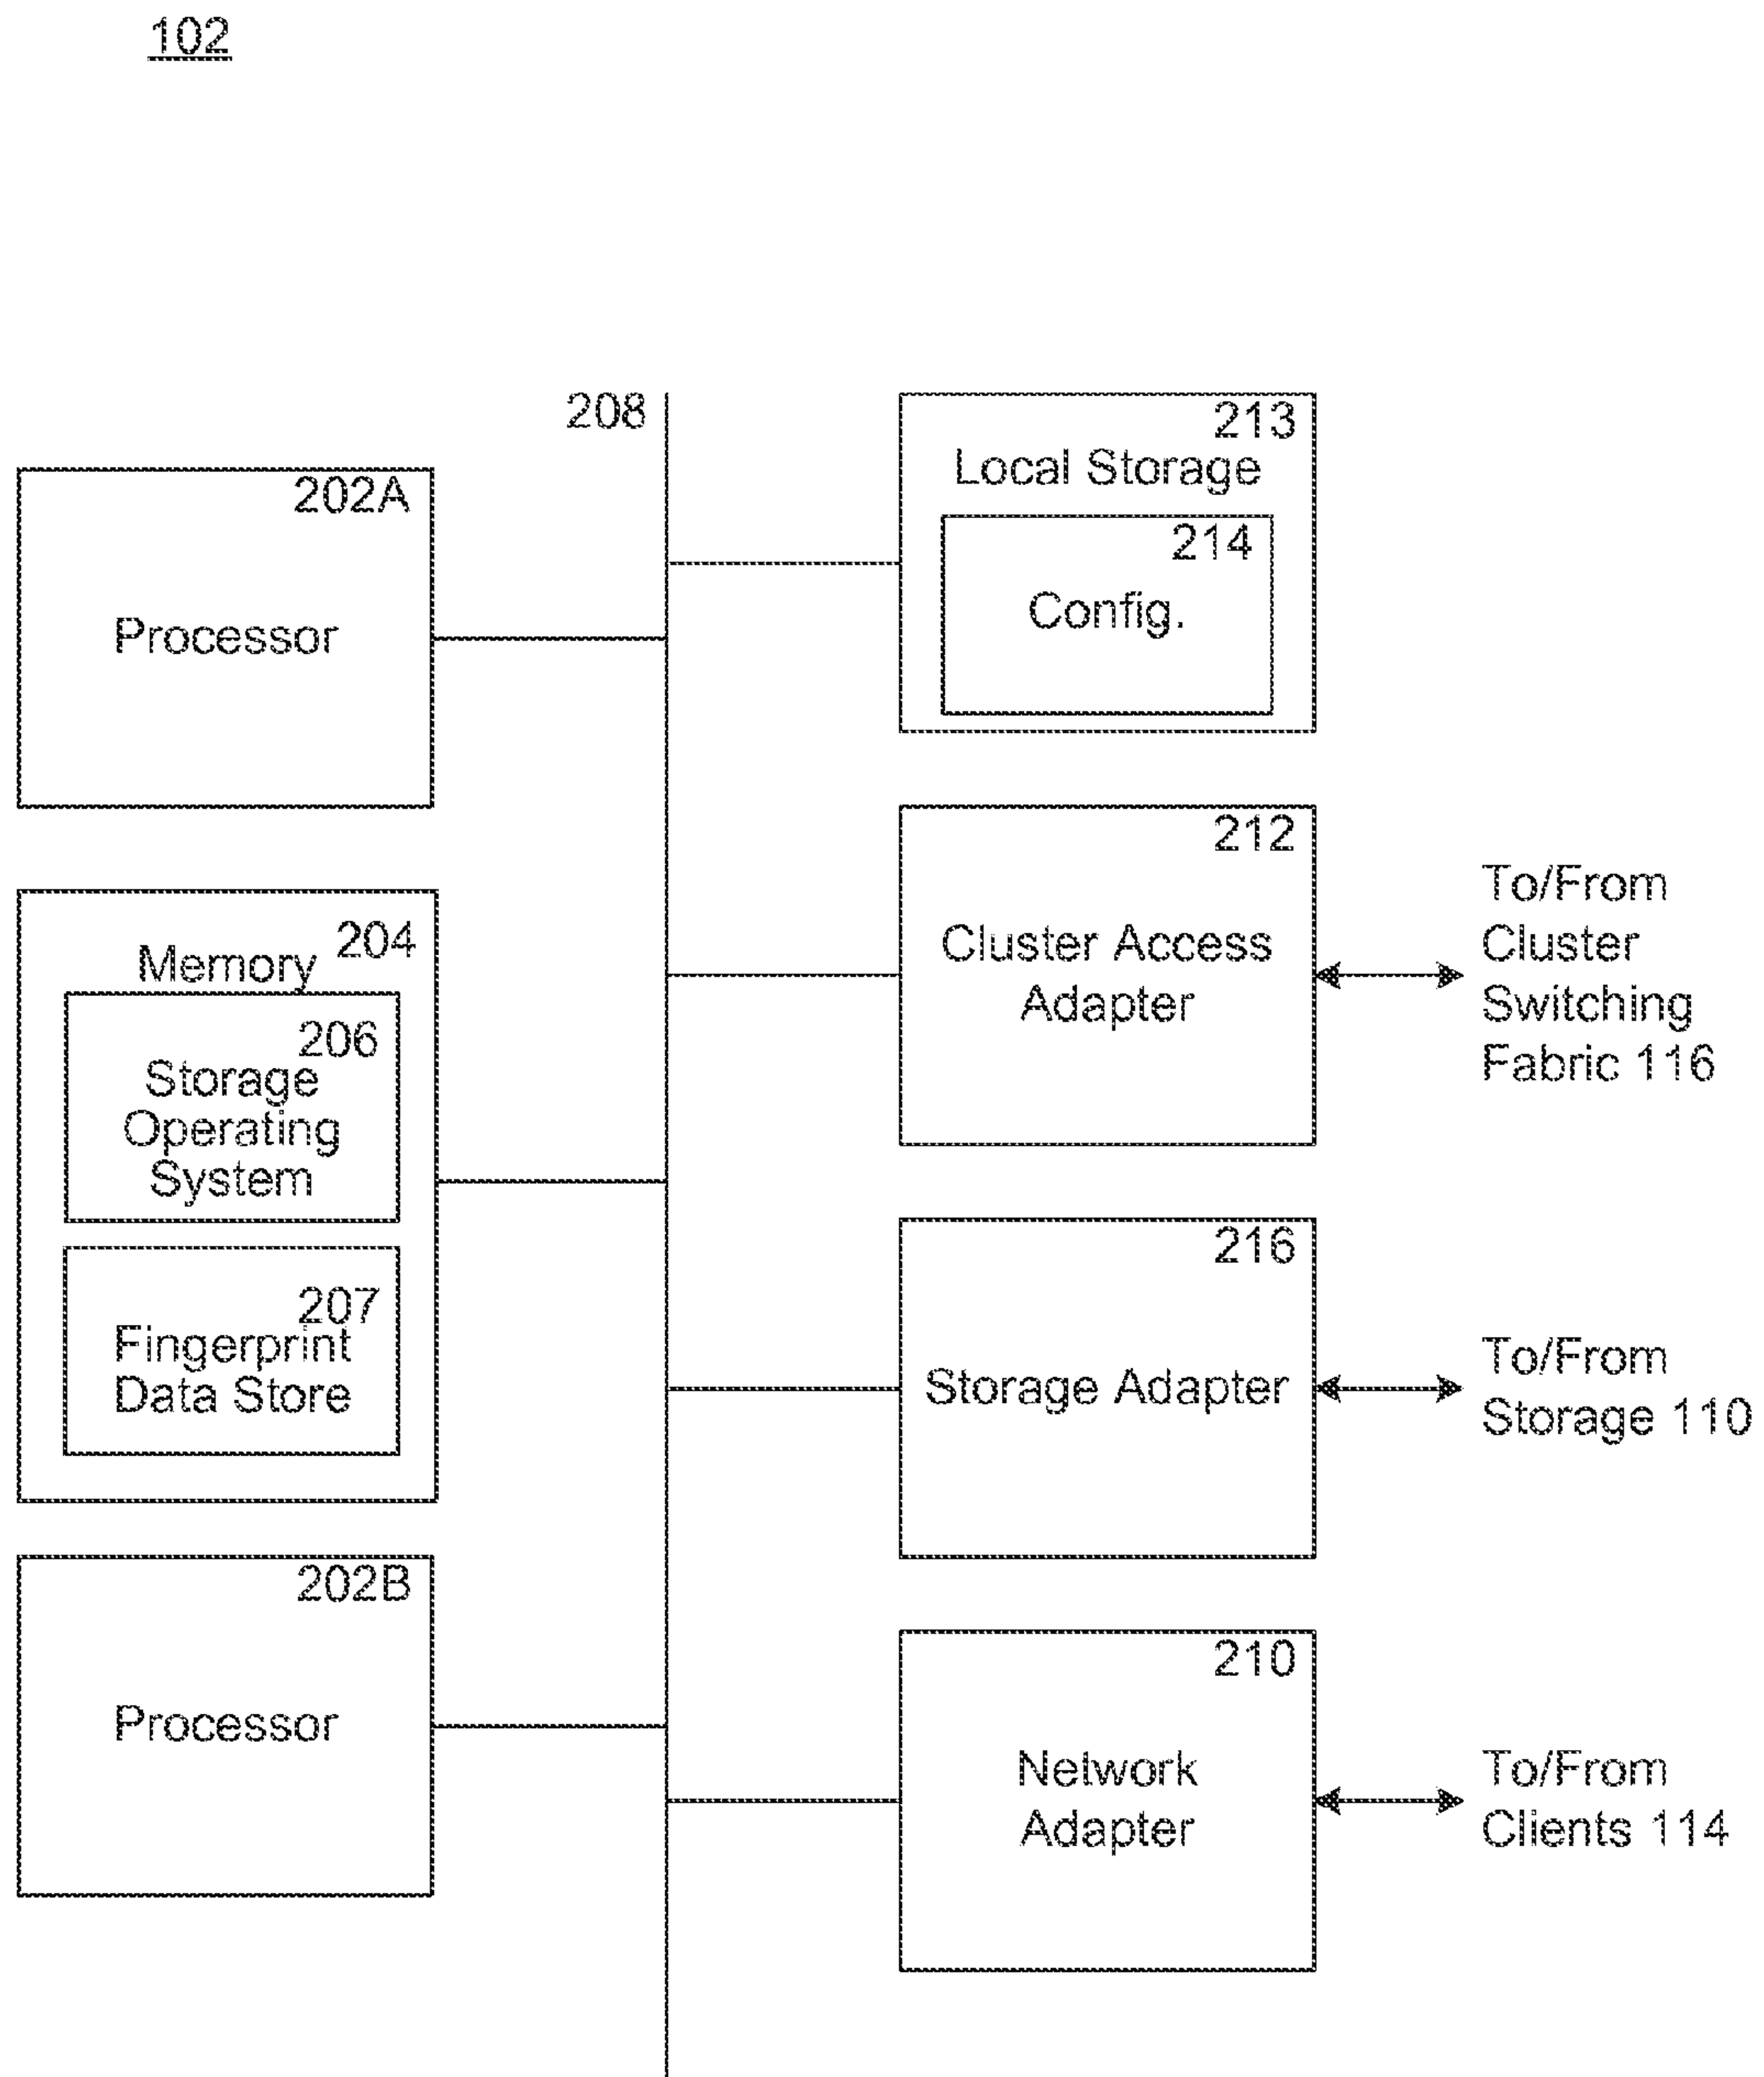 102
208
202A
Processor
204
Memory
206
Storage
Operating
System
207
Fingerprint
Data Store
202B
Processor
213
Local Storage
214
Config.
212
Cluster Access
Adapter
To/From
Cluster
Switching
Fabric 116
216
Storage Adapter
To/From
Storage 110
210
Network
Adapter
To/From
Clients 114